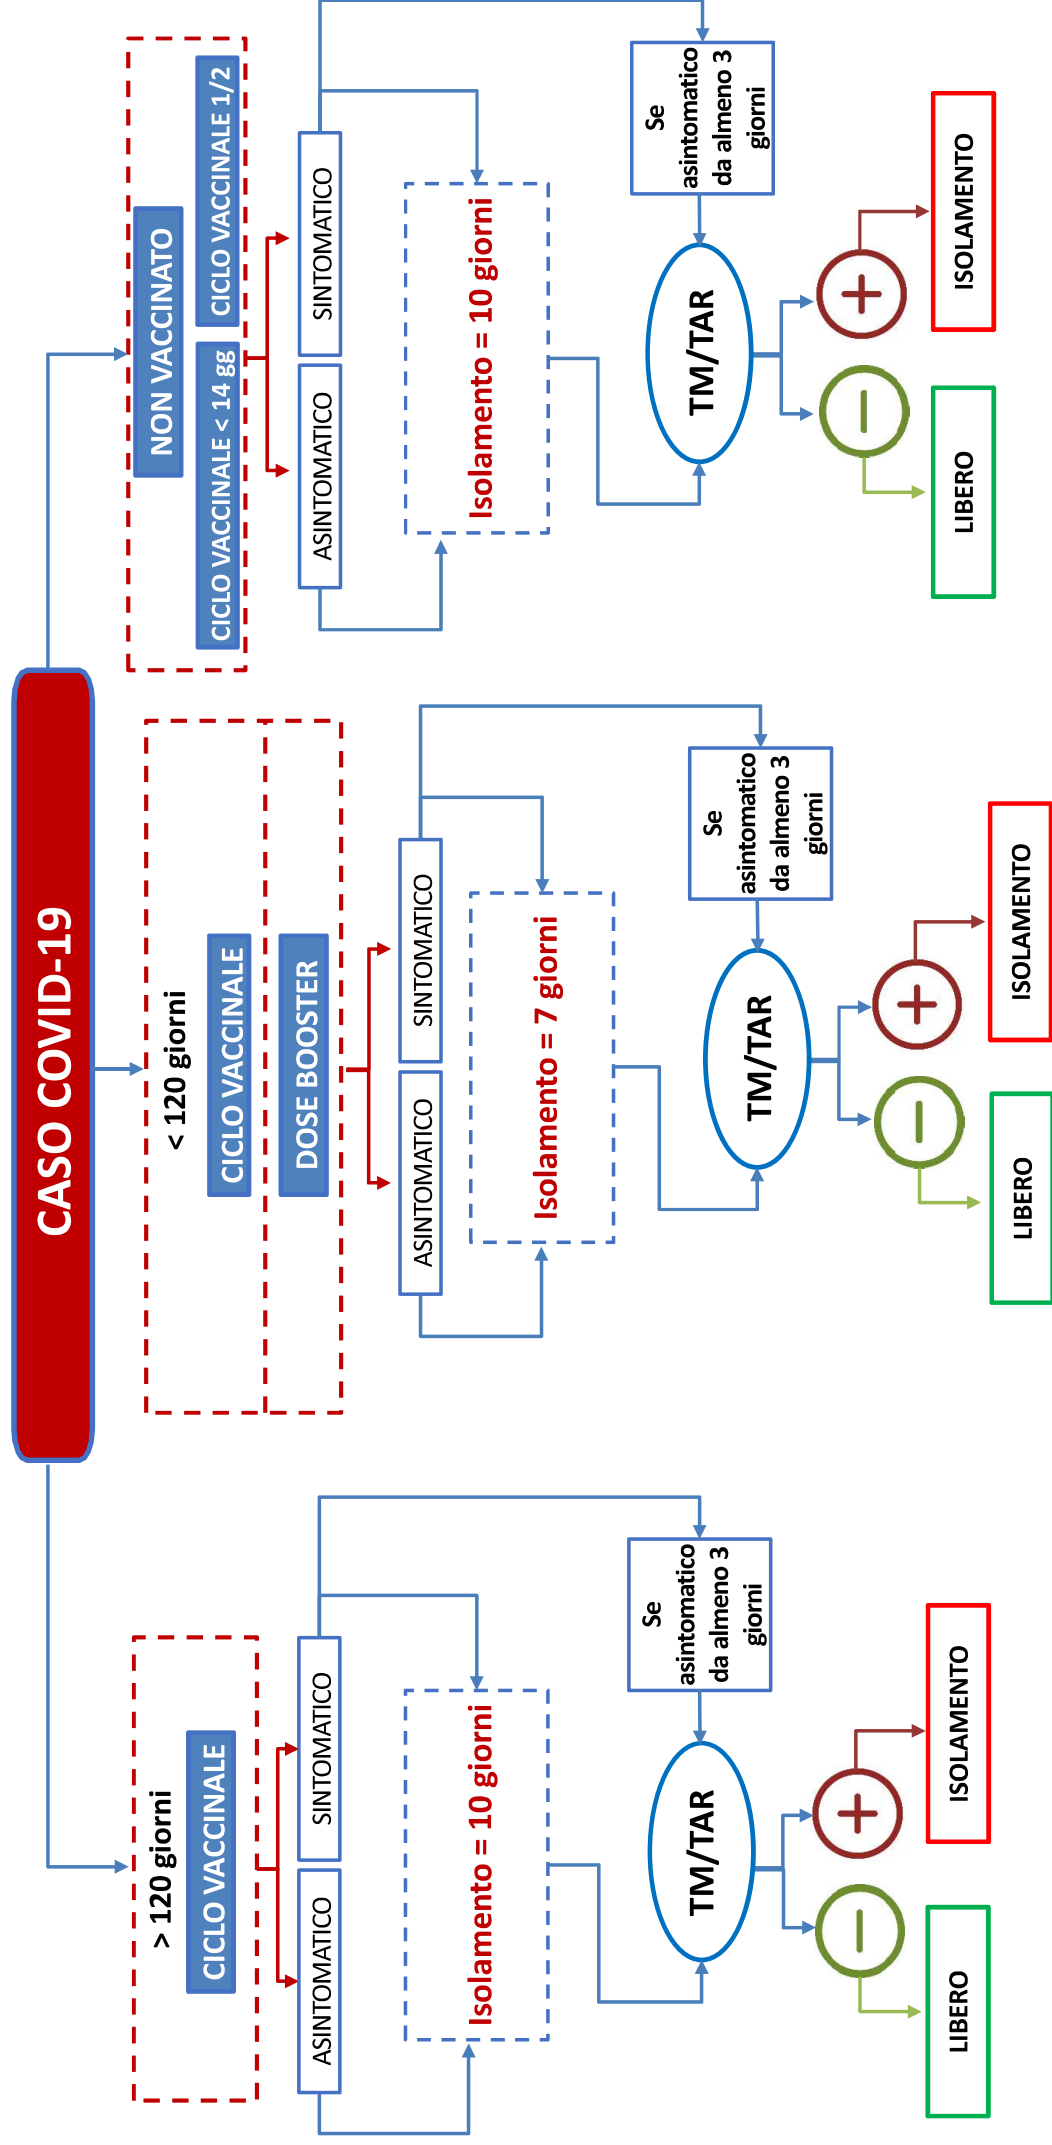 CASO COVID-19
> 120 giorni
CICLO VACCINALE
ASINTOMATICO
SINTOMATICO
Isolamento = 10 giorni
Se
asintomatico
da almeno 3
giorni
TM/TAR
LIBERO
ISOLAMENTO
< 120 giorni
CICLO VACCINALE
DOSE BOOSTER
ASINTOMATICO
SINTOMATICO
Isolamento = 7 giorni
Se
asintomatico
da almeno 3
giorni
TM/TAR
LIBERO
ISOLAMENTO
NON VACCINATO
CICLO VACCINALE < 14 gg
CICLO VACCINALE 1/2
ASINTOMATICO
SINTOMATICO
Isolamento = 10 giorni
Se
asintomatico
da almeno 3
giorni
TM/TAR
LIBERO
ISOLAMENTO